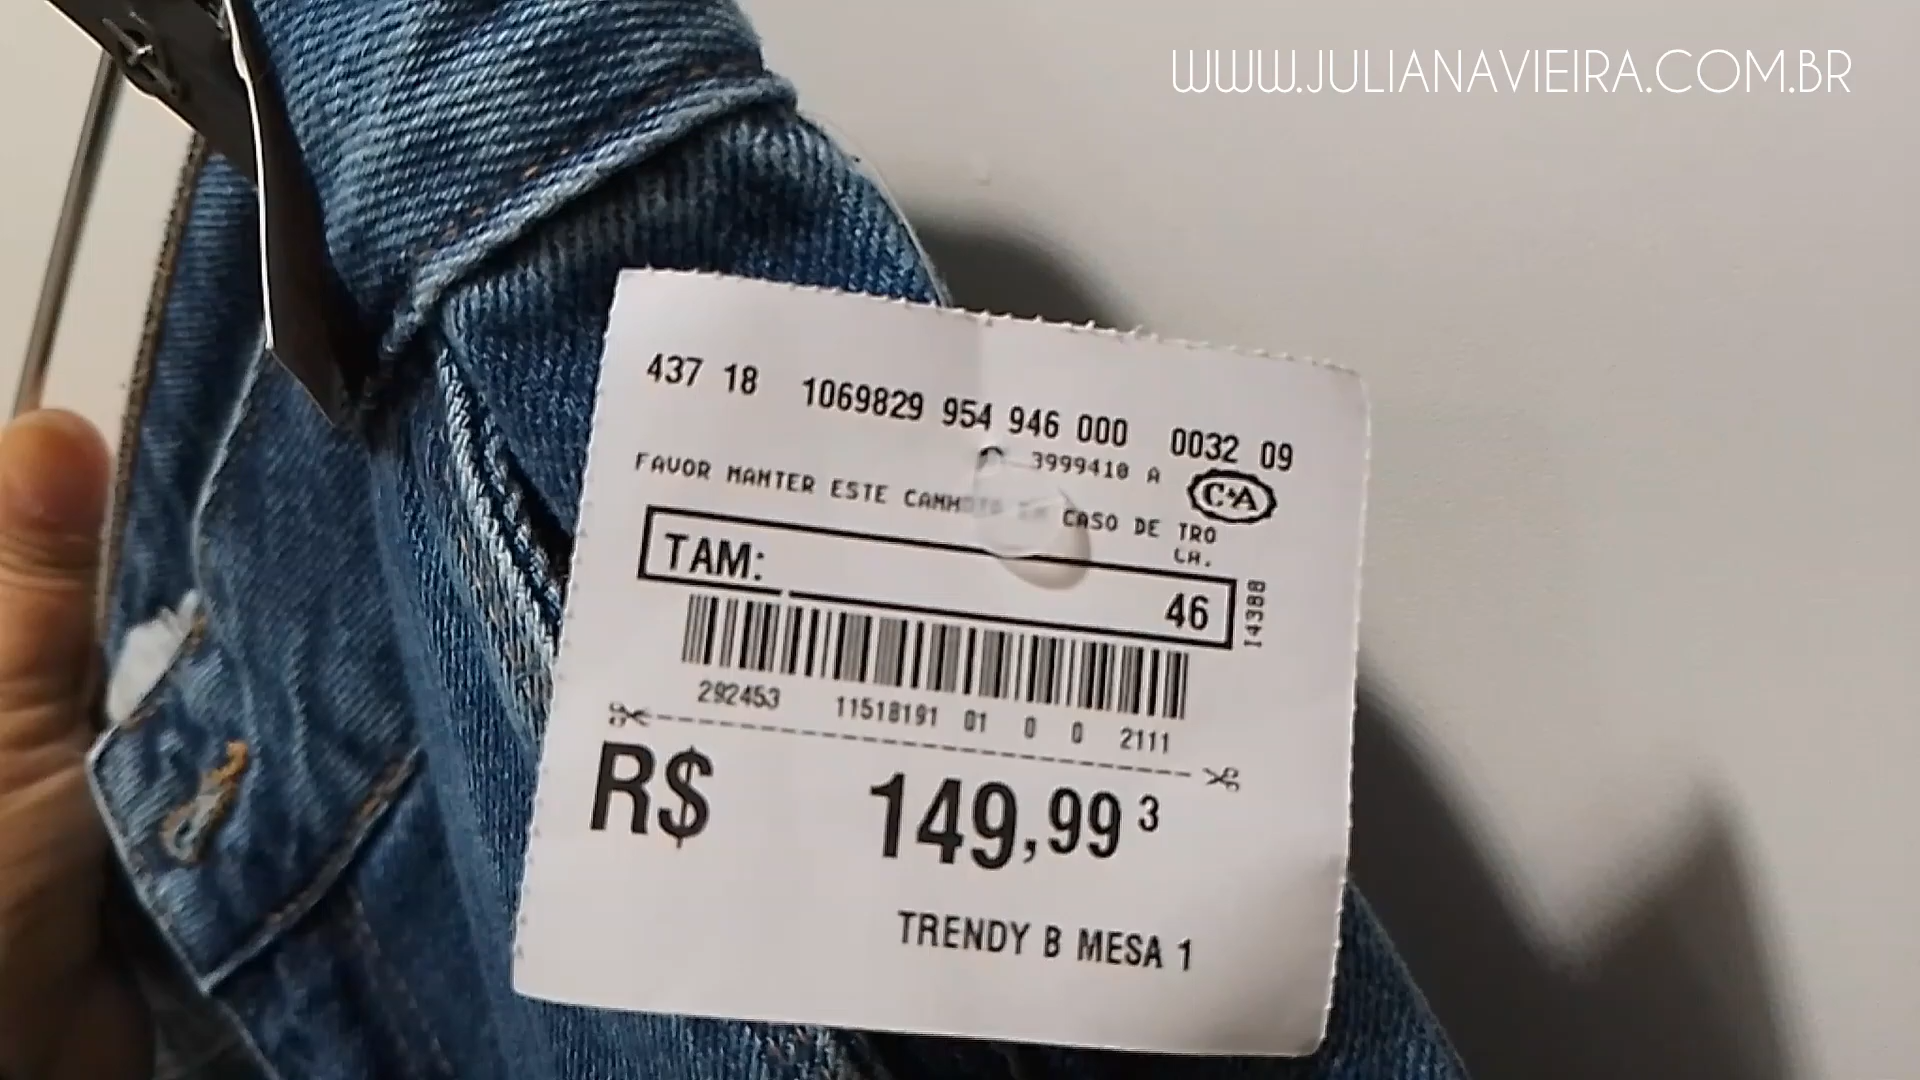 WWW.JULIANAVIEIRA.COM.BR
437 18 1069829 954 946 000 0032 09
3999410 A
C&A
FAVOR MANTER ESTE CASO DE TRO
CA.
TAM: 46
14388
292453 11518191 01 0 0 2111
R$ 149,99 3
TRENDY B MESA 1